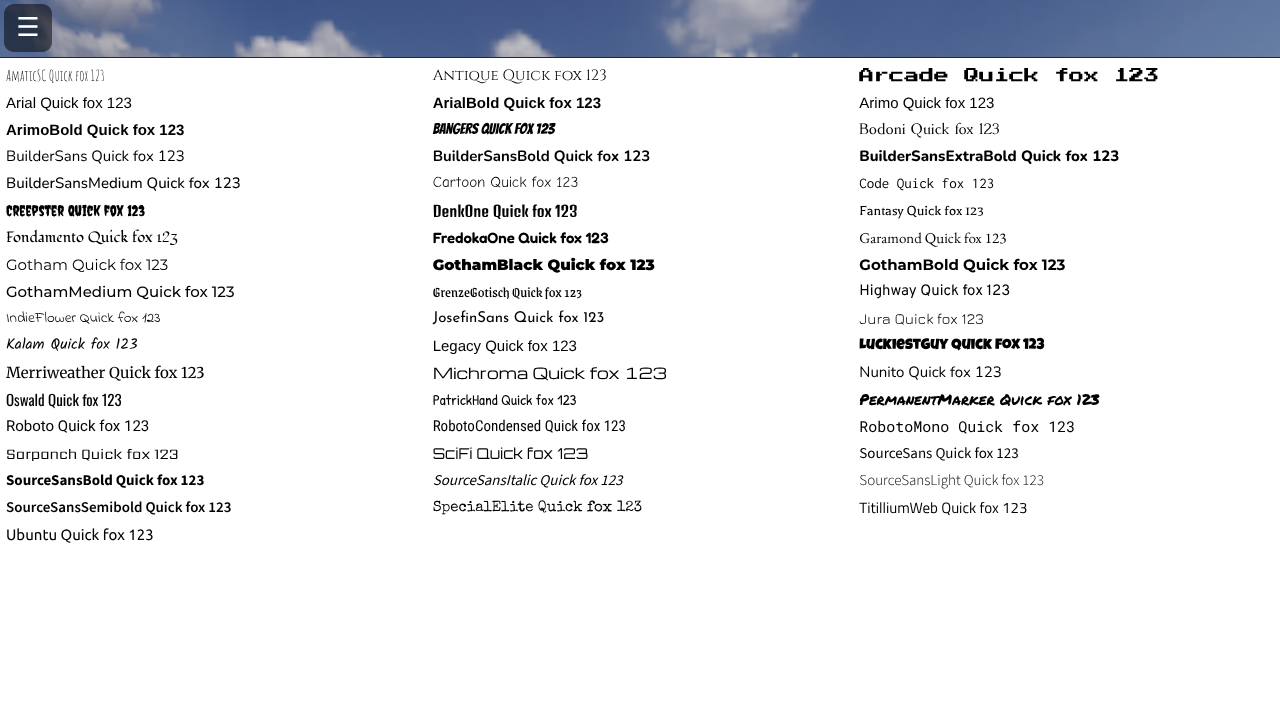 ☰
AmaticSC Quick fox 123
Antique Quick fox 123
Arcade Quick fox 123
Arial Quick fox 123
ArialBold Quick fox 123
Arimo Quick fox 123
ArimoBold Quick fox 123
Bangers Quick fox 123
Bodoni Quick fox 123
BuilderSans Quick fox 123
BuilderSansBold Quick fox 123
BuilderSansExtraBold Quick fox 123
BuilderSansMedium Quick fox 123
Cartoon Quick fox 123
Code Quick fox 123
Creepster Quick fox 123
DenkOne Quick fox 123
Fantasy Quick fox 123
Fondamento Quick fox 123
FredokaOne Quick fox 123
Garamond Quick fox 123
Gotham Quick fox 123
GothamBlack Quick fox 123
GothamBold Quick fox 123
GothamMedium Quick fox 123
GrenzeGotisch Quick fox 123
Highway Quick fox 123
IndieFlower Quick fox 123
JosefinSans Quick fox 123
Jura Quick fox 123
Kalam Quick fox 123
Legacy Quick fox 123
LuckiestGuy Quick fox 123
Merriweather Quick fox 123
Michroma Quick fox 123
Nunito Quick fox 123
Oswald Quick fox 123
PatrickHand Quick fox 123
PermanentMarker Quick fox 123
Roboto Quick fox 123
RobotoCondensed Quick fox 123
RobotoMono Quick fox 123
Sarpanch Quick fox 123
SciFi Quick fox 123
SourceSans Quick fox 123
SourceSansBold Quick fox 123
SourceSansItalic Quick fox 123
SourceSansLight Quick fox 123
SourceSansSemibold Quick fox 123
SpecialElite Quick fox 123
TitilliumWeb Quick fox 123
Ubuntu Quick fox 123